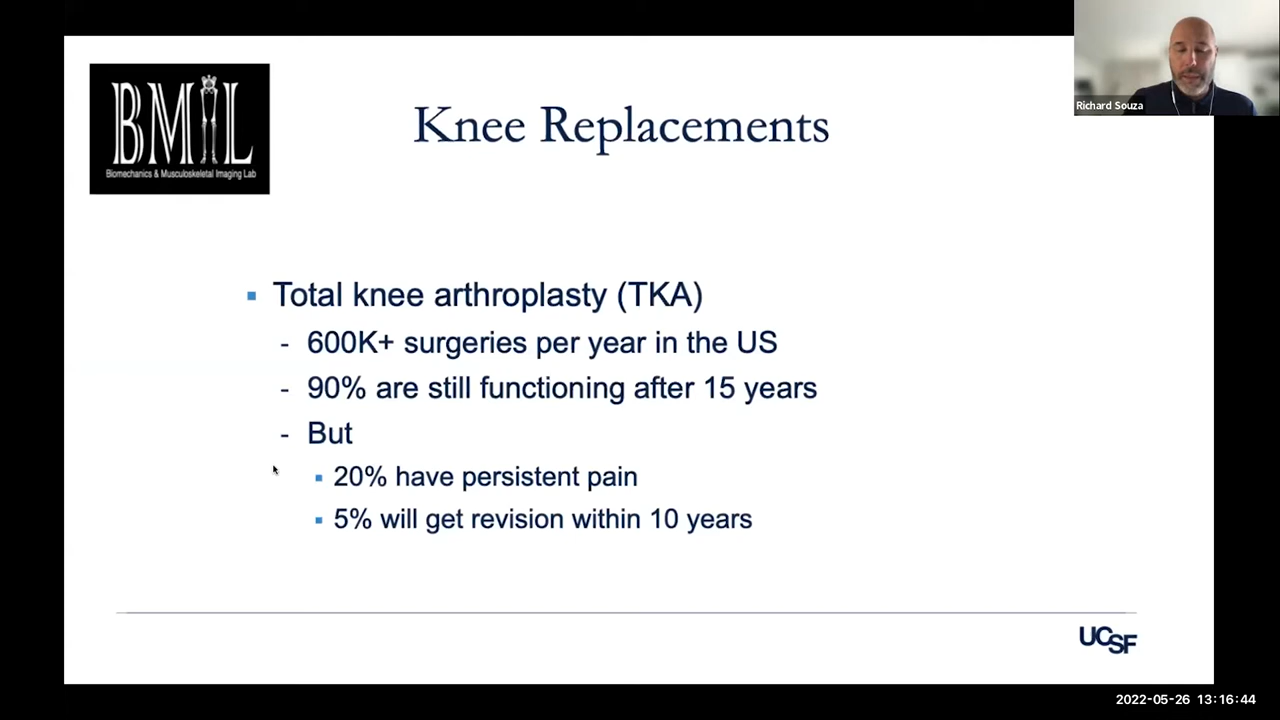 BMIL
Biomechanics & Musculoskeletal Imaging Lab
Knee Replacements
Richard Souza
▪ Total knee arthroplasty (TKA)
- 600K+ surgeries per year in the US
- 90% are still functioning after 15 years
- But
▪ 20% have persistent pain
▪ 5% will get revision within 10 years
UCSF
2022-05-26 13:16:44